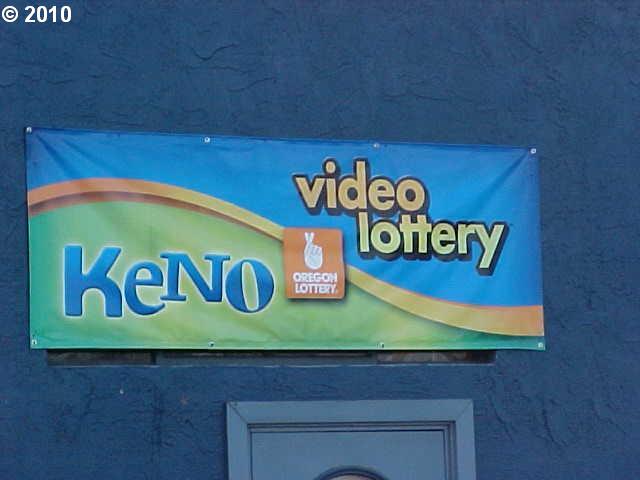 © 2010
video
lottery
KeNO
OREGON
LOTTERY